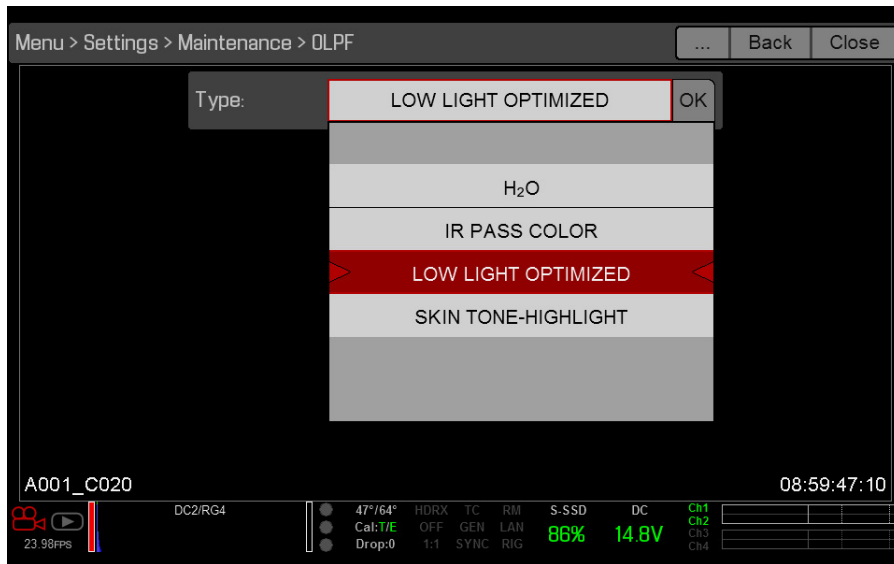 Menu > Settings > Maintenance > OLPF ... Back Close
Type: LOW LIGHT OPTIMIZED OK
H₂O
IR PASS COLOR
LOW LIGHT OPTIMIZED
SKIN TONE-HIGHLIGHT
A001_C020 08:59:47:10
DC2/RG4 47°/64° HDRX TC RM S-SSD DC Ch1
Cal:T/E OFF GEN LAN 86% 14.8V Ch2
23.98FPS Drop:0 1:1 SYNC RIG Ch3
Ch4